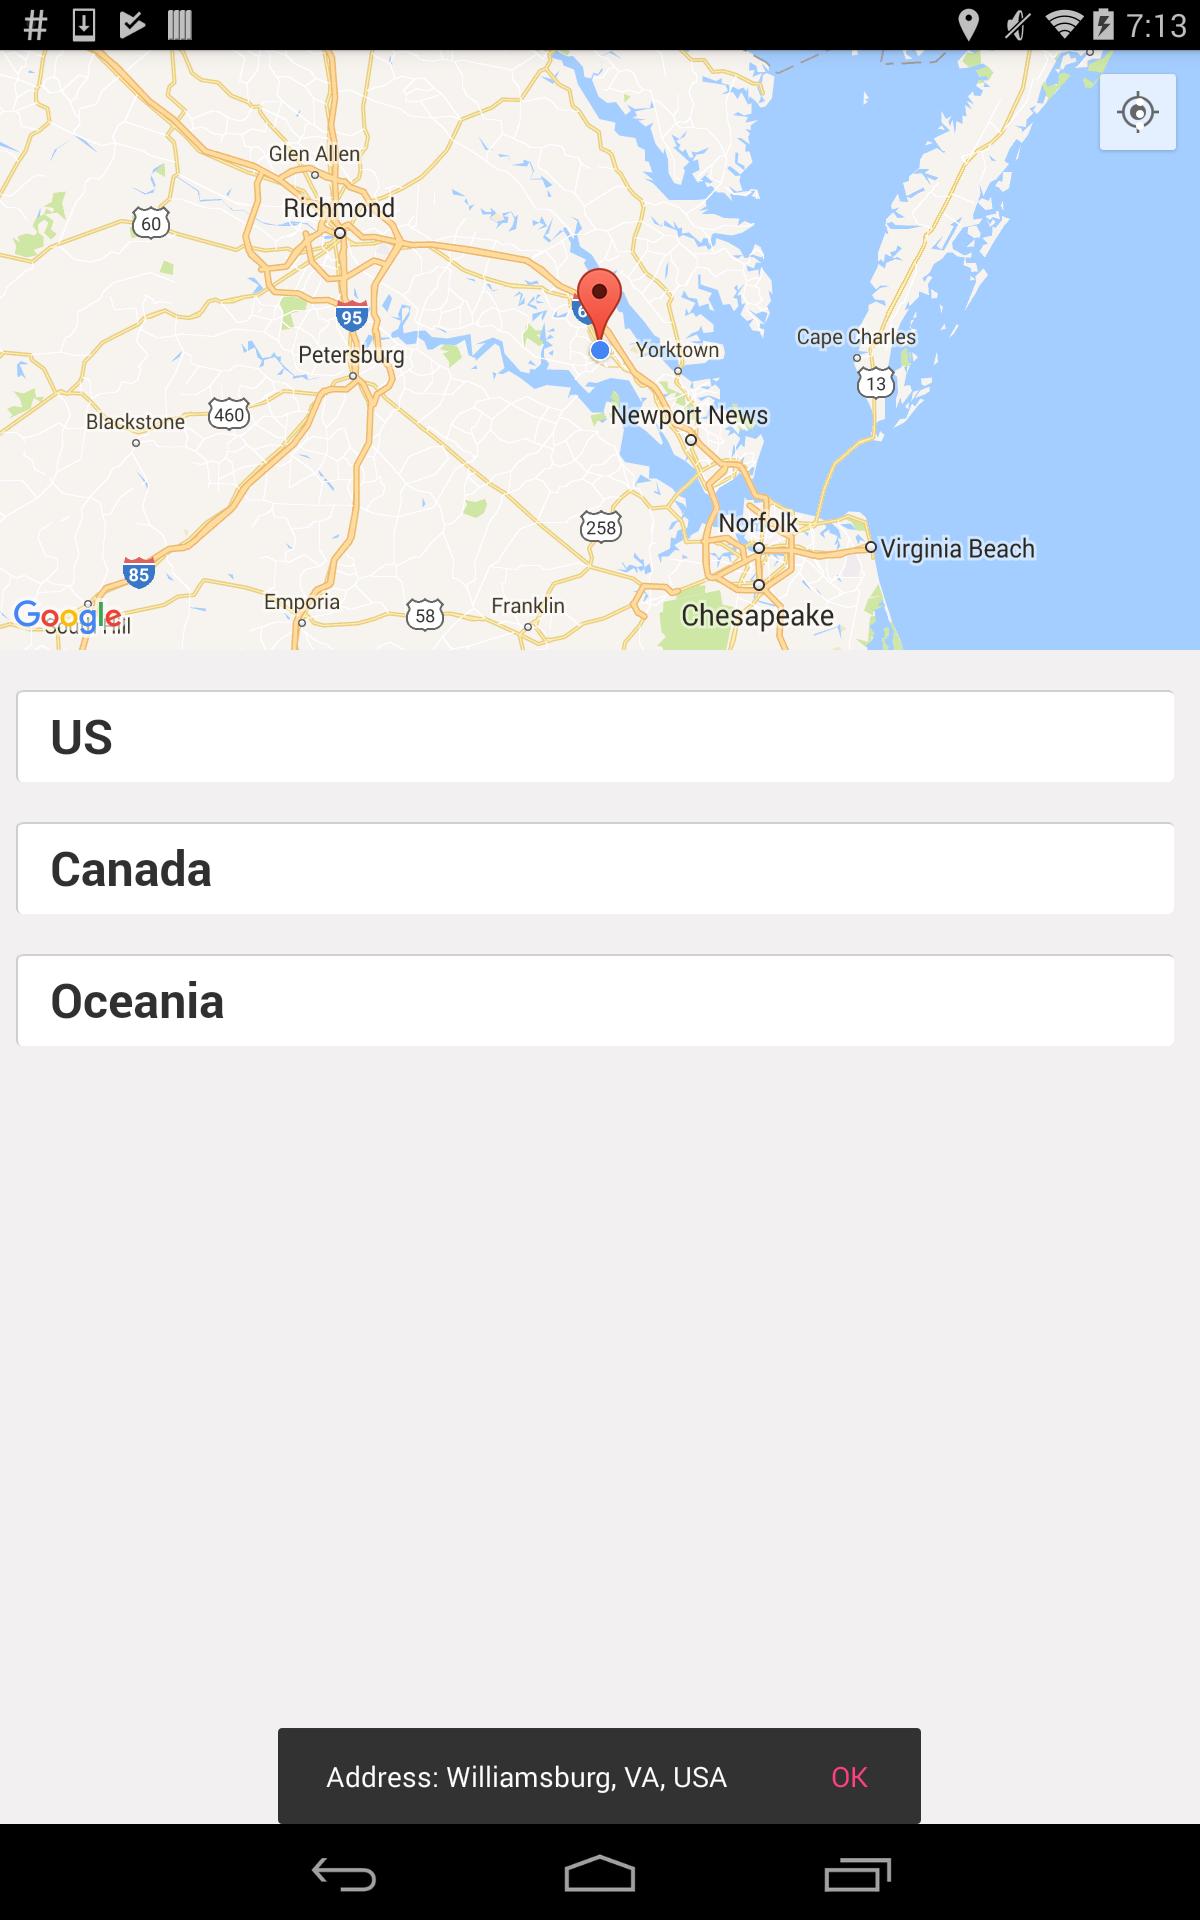 7:13
Glen Allen
60
Richmond
95
Petersburg
Yorktown
Cape Charles
13
Blackstone
460
Newport News
258
Norfolk
Virginia Beach
85
Emporia
58
Franklin
Chesapeake
Google
US
Canada
Oceania
Address: Williamsburg, VA, USA OK